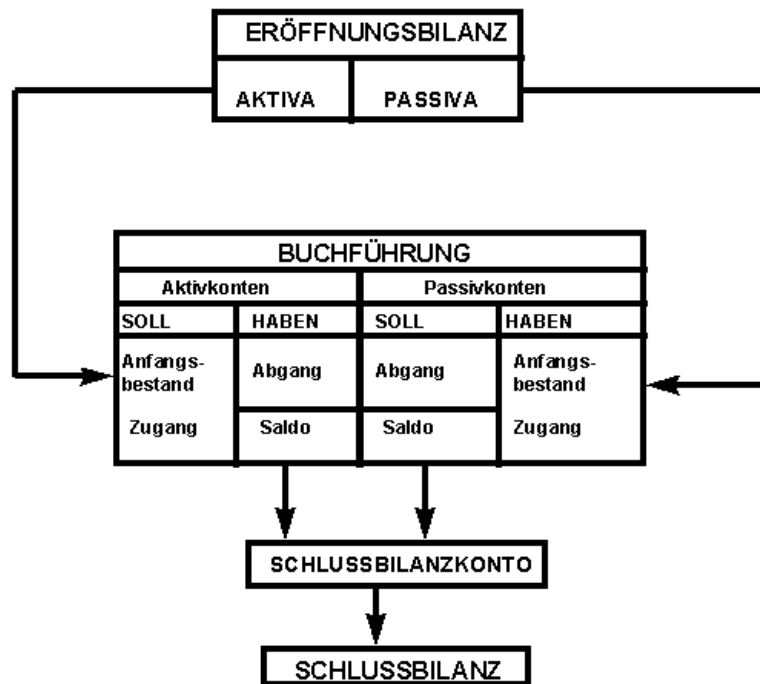 ERÖFFNUNGSBILANZ
AKTIVA PASSIVA
BUCHFÜHRUNG
Aktivkonten Passivkonten
SOLL HABEN SOLL HABEN
Anfangs-
bestand
Zugang
Abgang
Saldo
Abgang
Saldo
Anfangs-
bestand
Zugang
SCHLUSSBILANZKONTO
SCHLUSSBILANZ